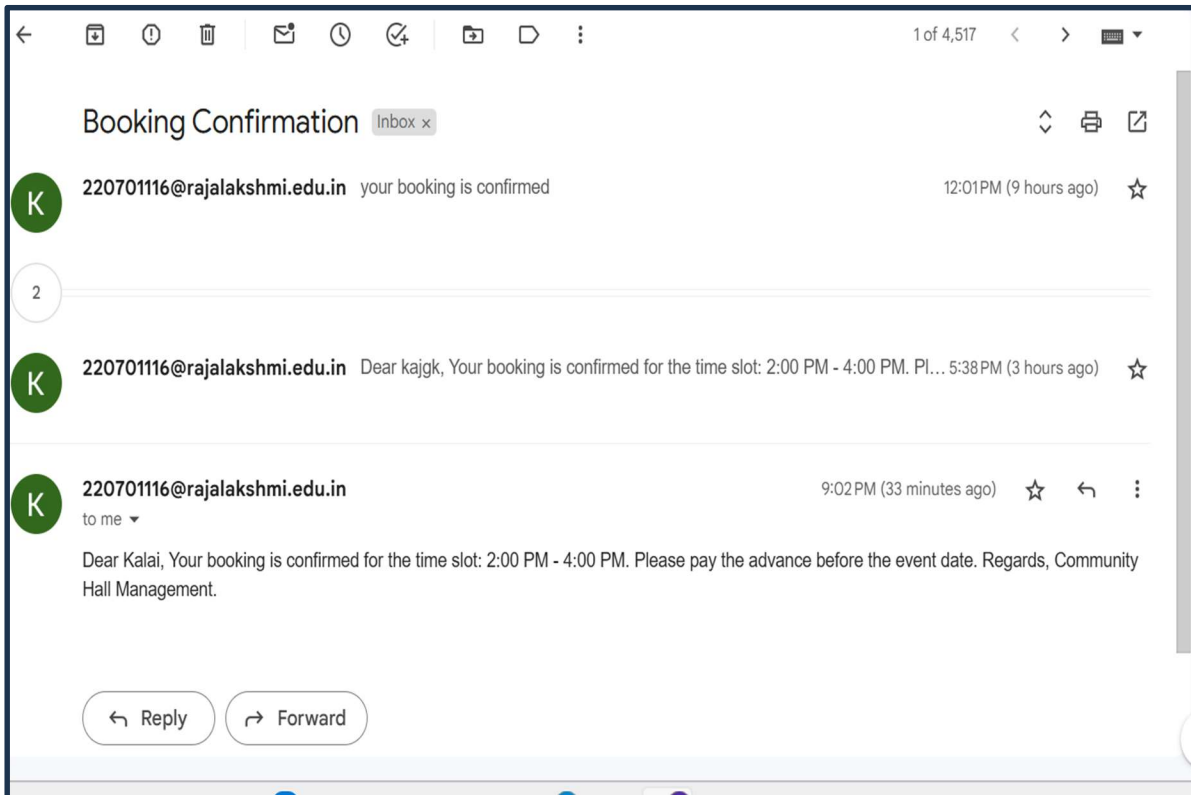 1 of 4,517
Booking Confirmation Inbox ×
K 220701116@rajalakshmi.edu.in your booking is confirmed 12:01 PM (9 hours ago)
2
K 220701116@rajalakshmi.edu.in Dear kajgk, Your booking is confirmed for the time slot: 2:00 PM - 4:00 PM. Pl... 5:38 PM (3 hours ago)
K 220701116@rajalakshmi.edu.in 9:02 PM (33 minutes ago)
to me
Dear Kalai, Your booking is confirmed for the time slot: 2:00 PM - 4:00 PM. Please pay the advance before the event date. Regards, Community
Hall Management.
Reply Forward